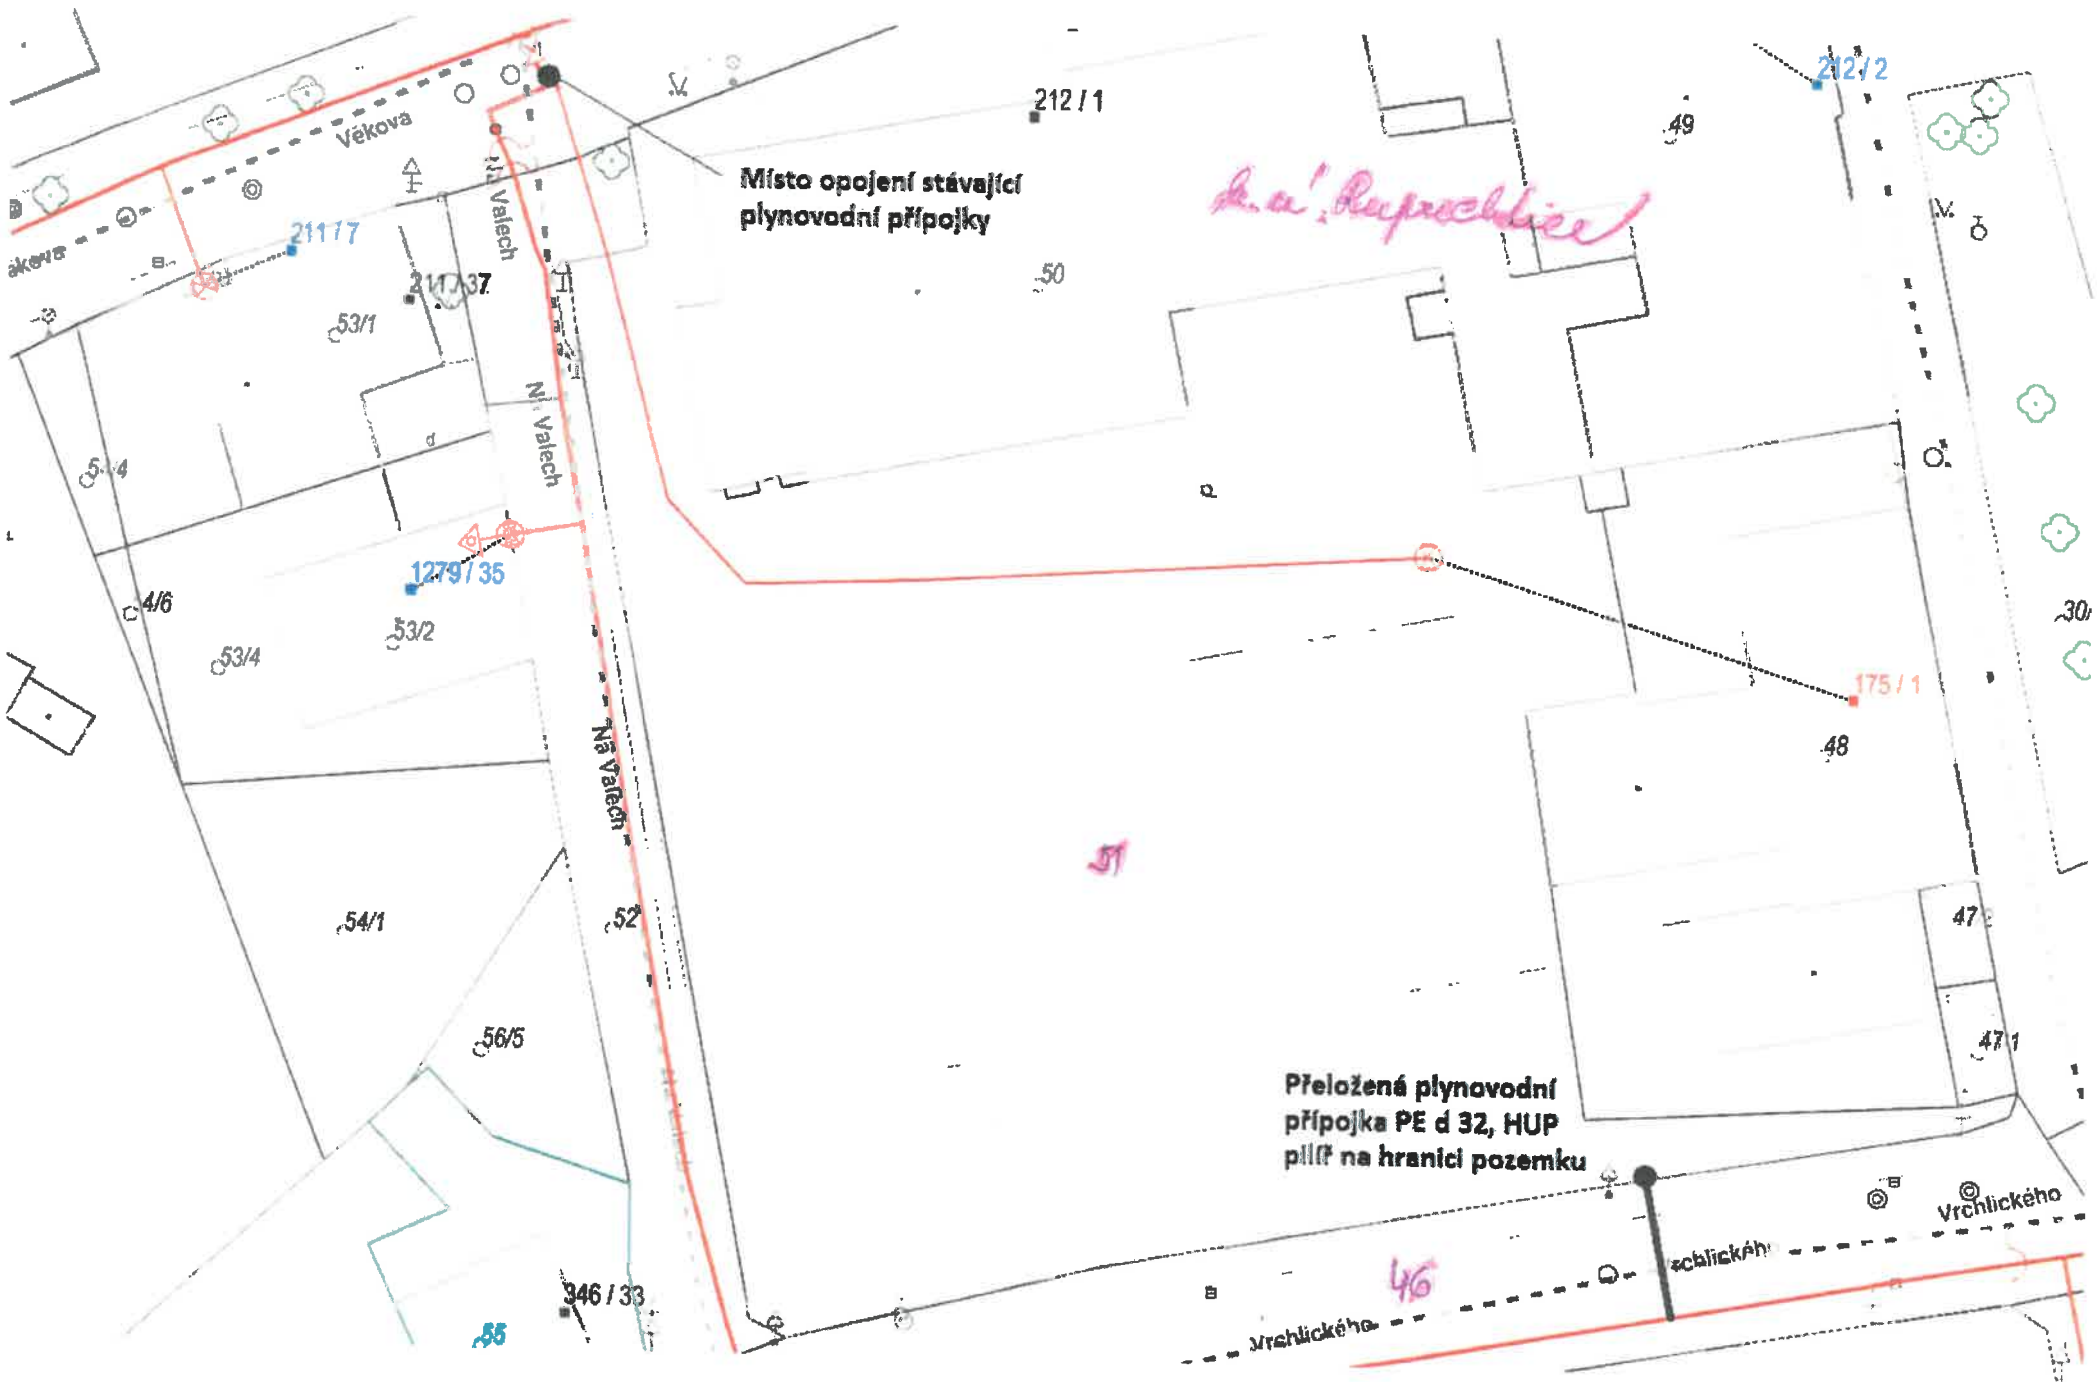 212 / 2
212 / 1
.49
Věkova
Místo opojení stávající
plynovodní přípojky
k. ú. Ruprechtice
Na Valech
211 / 7
ákova
211 / 37
50
53/1
Na Valech
1279 / 35
4/6
53/2
53/4
30/
175 / 1
48
Na Valech
51
54/1
52
47
56/5
47/1
Přeložená plynovodní
přípojka PE d 32, HUP
pilíř na hranici pozemku
Vrchlického
46
346 / 33
Vrchlického
55